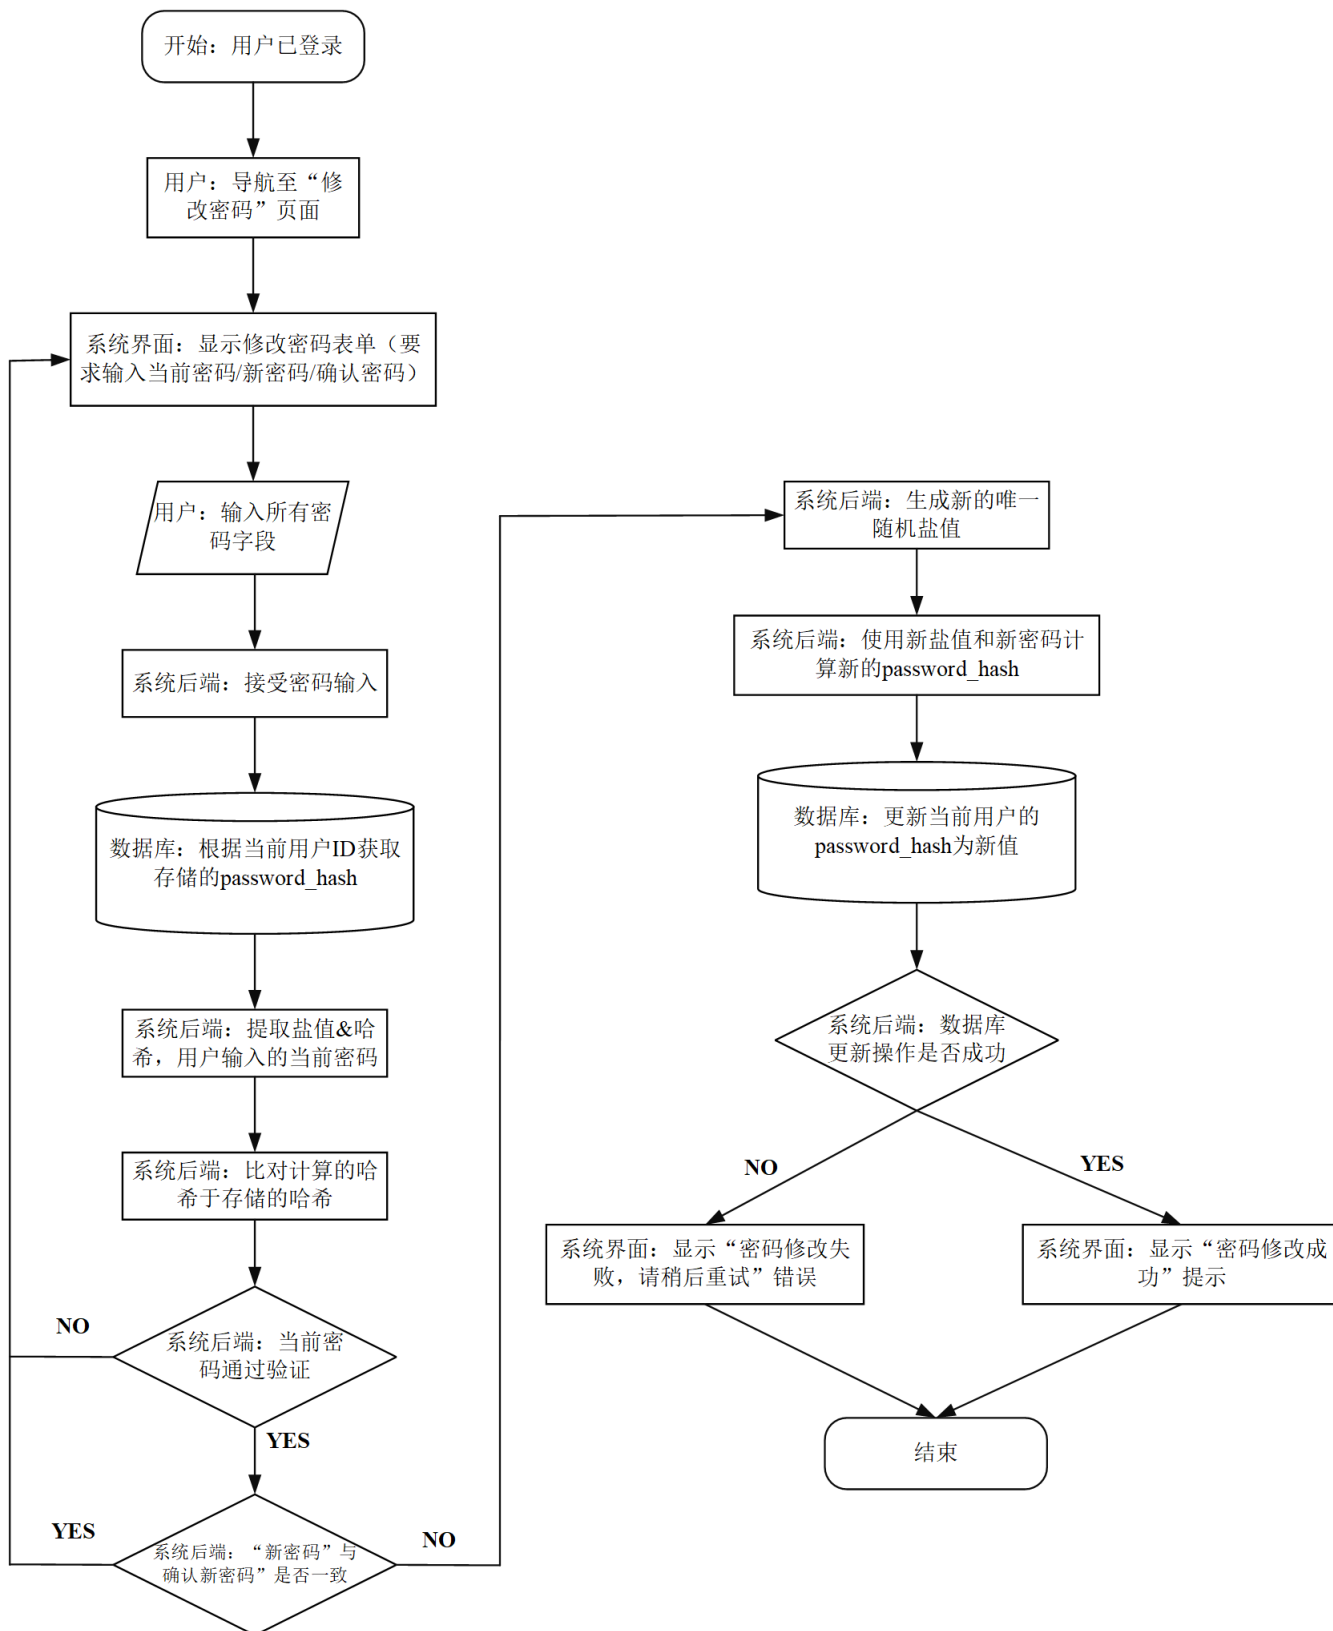 开始：用户已登录
用户：导航至“修
改密码”页面
系统界面：显示修改密码表单（要
求输入当前密码/新密码/确认密码）
用户：输入所有密
码字段
系统后端：接受密码输入
数据库：根据当前用户ID获取
存储的password_hash
系统后端：提取盐值&哈
希，用户输入的当前密码
系统后端：比对计算的哈
希于存储的哈希
NO
系统后端：当前密
码通过验证
YES
YES
系统后端：“新密码”与
确认新密码”是否一致
NO
系统后端：生成新的唯一
随机盐值
系统后端：使用新盐值和新密码计
算新的password_hash
数据库：更新当前用户的
password_hash为新值
系统后端：数据库
更新操作是否成功
NO
YES
系统界面：显示“密码修改失
败，请稍后重试”错误
系统界面：显示“密码修改成
功”提示
结束